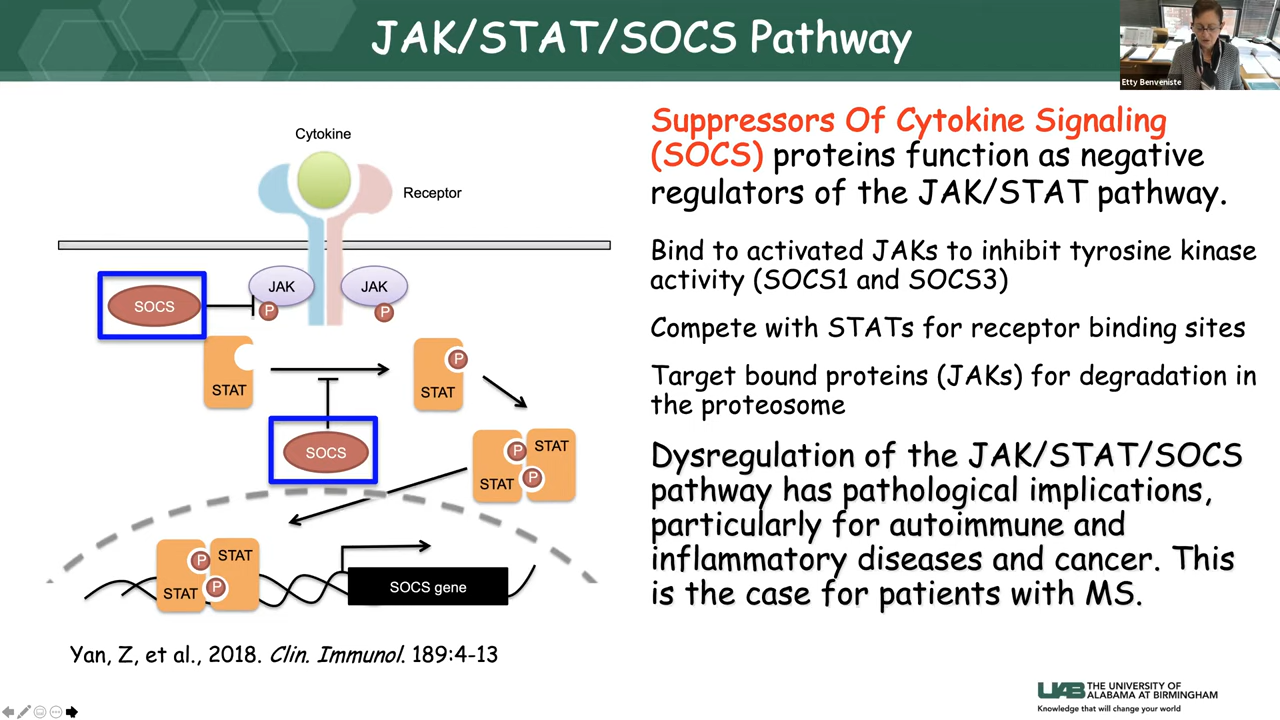 JAK/STAT/SOCS Pathway
Etty Benveniste
Cytokine
Receptor
JAK
JAK
P
P
SOCS
STAT
P
STAT
SOCS
P
STAT
STAT
P
P
STAT
STAT
P
SOCS gene
Yan, Z, et al., 2018. Clin. Immunol. 189:4-13
Suppressors Of Cytokine Signaling
(SOCS) proteins function as negative
regulators of the JAK/STAT pathway.
Bind to activated JAKs to inhibit tyrosine kinase
activity (SOCS1 and SOCS3)
Compete with STATs for receptor binding sites
Target bound proteins (JAKs) for degradation in
the proteosome
Dysregulation of the JAK/STAT/SOCS
pathway has pathological implications,
particularly for autoimmune and
inflammatory diseases and cancer. This
is the case for patients with MS.
UAB THE UNIVERSITY OF
ALABAMA AT BIRMINGHAM
Knowledge that will change your world